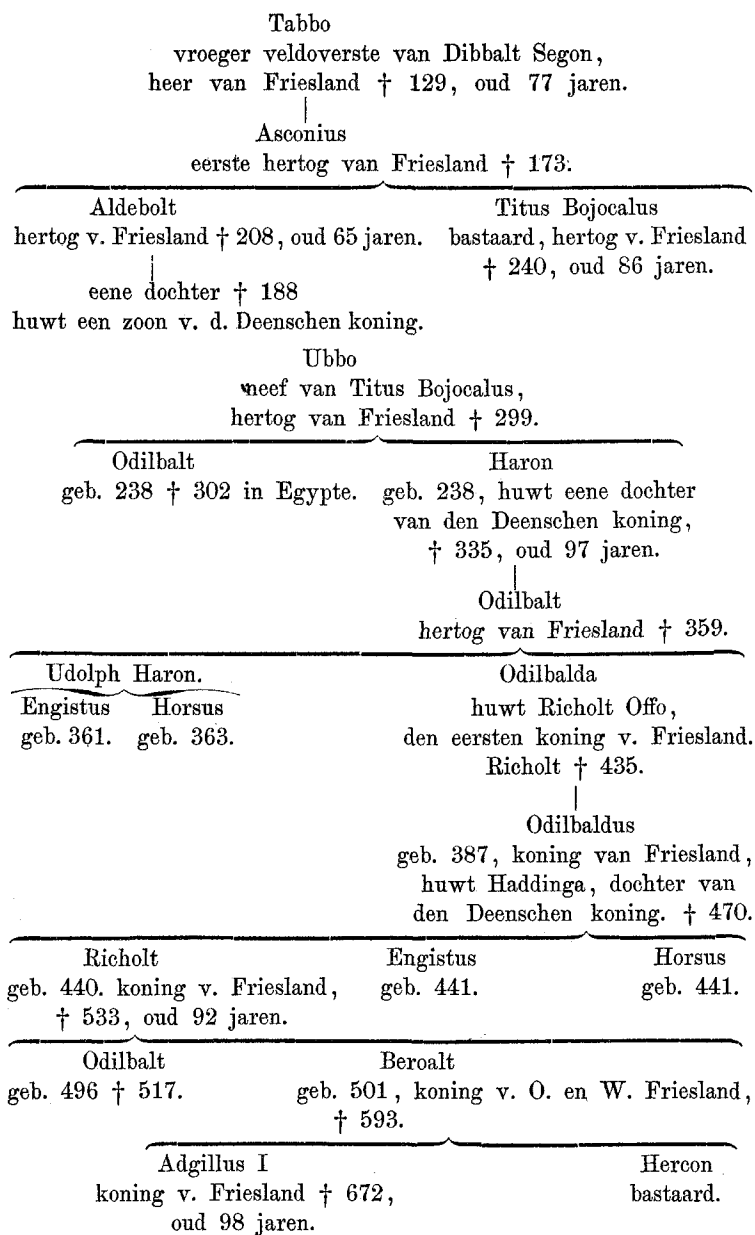 Tabbo
vroeger veldoverste van Dibbalt Segon,
heer van Friesland † 129, oud 77 jaren.
Asconius
eerste hertog van Friesland † 173.
Aldebolt
hertog v. Friesland † 208, oud 65 jaren.
eene dochter † 188
huwt een zoon v. d. Deenschen koning.
Titus Bojocalus
bastaard, hertog v. Friesland
† 240, oud 86 jaren.
Ubbo
neef van Titus Bojocalus,
hertog van Friesland † 299.
Odilbalt
geb. 238 † 302 in Egypte.
Haron
geb. 238, huwt eene dochter
van den Deenschen koning,
† 335, oud 97 jaren.
Odilbalt
hertog van Friesland † 359.
Udolph Haron.
Engistus
geb. 361.
Horsus
geb. 363.
Odilbalda
huwt Richolt Offo,
den eersten koning v. Friesland.
Richolt † 435.
Odilbaldus
geb. 387, koning van Friesland,
huwt Haddinga, dochter van
den Deenschen koning. † 470.
Richolt
geb. 440. koning v. Friesland,
† 533, oud 92 jaren.
Engistus
geb. 441.
Horsus
geb. 441.
Odilbalt
geb. 496 † 517.
Beroalt
geb. 501, koning v. O. en W. Friesland,
† 593.
Adgillus I
koning v. Friesland † 672,
oud 98 jaren.
Hercon
bastaard.